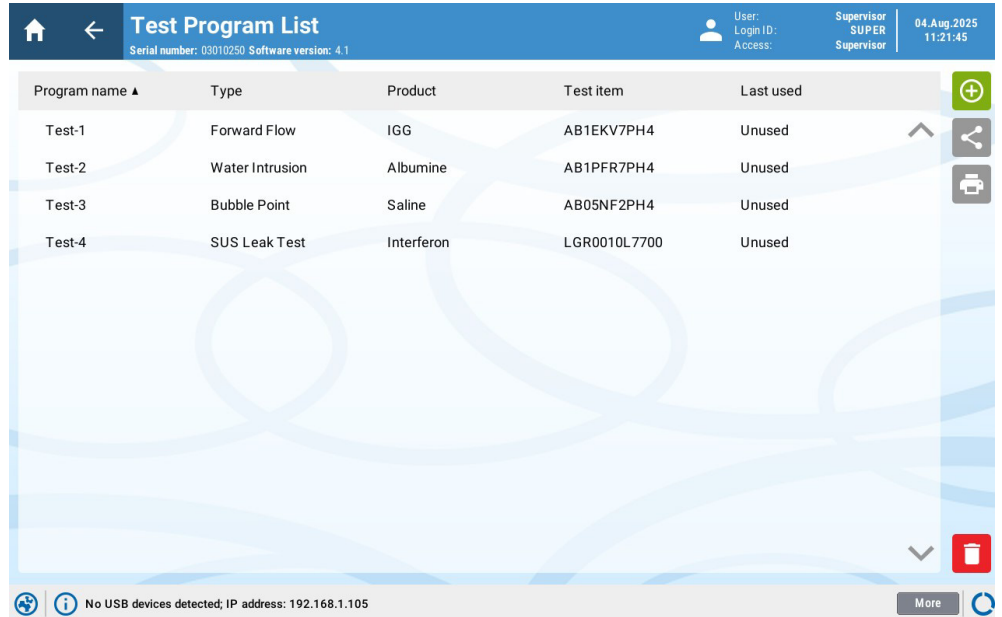 Test Program List
Serial number: 03010250 Software version: 4.1
User: Supervisor
Login ID: SUPER
Access: Supervisor
04.Aug.2025
11:21:45
Program name ▲ Type Product Test item Last used
Test-1 Forward Flow IGG AB1EKV7PH4 Unused
Test-2 Water Intrusion Albumine AB1PFR7PH4 Unused
Test-3 Bubble Point Saline AB05NF2PH4 Unused
Test-4 SUS Leak Test Interferon LGR0010L7700 Unused
No USB devices detected; IP address: 192.168.1.105
More